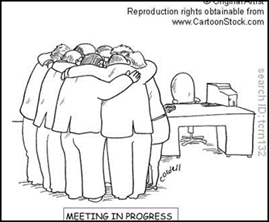 © Original Artist
Reproduction rights obtainable from
www.CartoonStock.com
search ID: tcrn132
MEETING IN PROGRESS